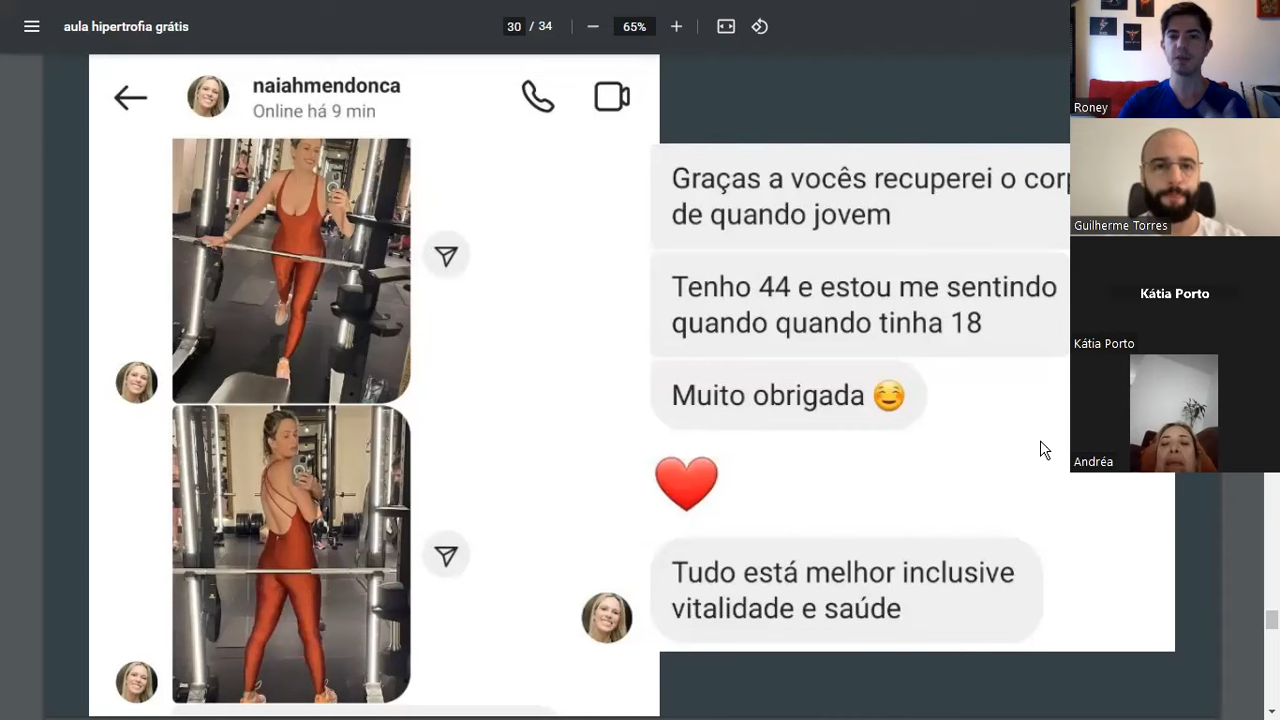 aula hipertrofia grátis
30 / 34
65%
naiahmendonca
Online há 9 min
Graças a vocês recuperei o corp
de quando jovem
Tenho 44 e estou me sentindo
quando quando tinha 18
Muito obrigada
Tudo está melhor inclusive
vitalidade e saúde
Roney
Guilherme Torres
Kátia Porto
Kátia Porto
Andréa